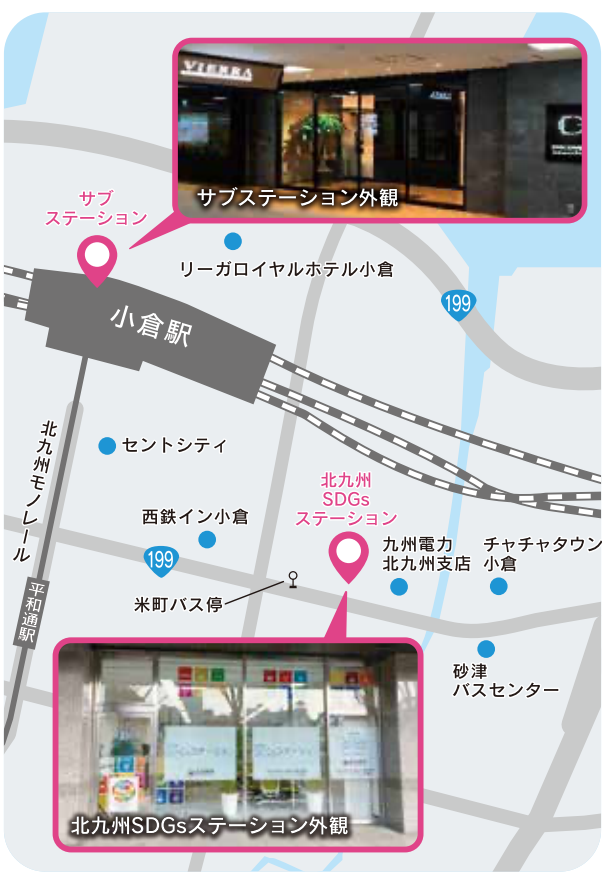 VIERRA
サブステーション外観
サブ
ステーション
リーガロイヤルホテル小倉
199
小倉駅
北九州モノレール
セントシティ
北九州
SDGs
ステーション
西鉄イン小倉
199
九州電力
北九州支店
チャチャタウン
小倉
米町バス停
平和通駅
砂津
バスセンター
北九州SDGsステーション外観